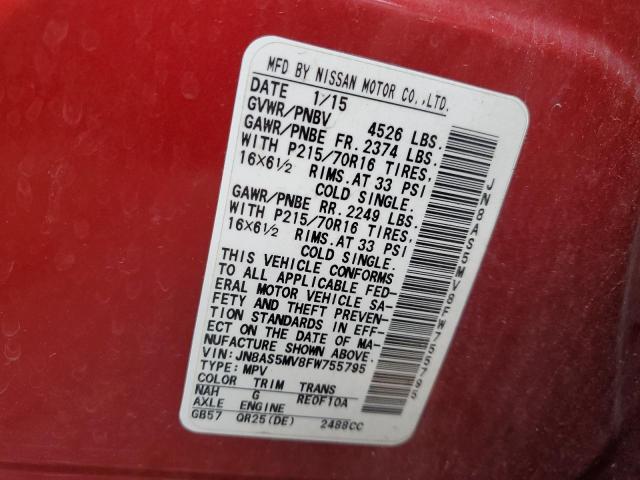 MFD BY NISSAN MOTOR CO.,LTD.
DATE 1/15
GVWR/PNBV 4526 LBS.
GAWR/PNBE FR. 2374 LBS.
WITH P215/70R16 TIRES,
16X6½ RIMS. AT 33 PSI
COLD SINGLE.
GAWR/PNBE RR. 2249 LBS.
WITH P215/70R16 TIRES,
16X6½ RIMS. AT 33 PSI
COLD SINGLE.
THIS VEHICLE CONFORMS
TO ALL APPLICABLE FED-
ERAL MOTOR VEHICLE SA-
FETY AND THEFT PREVEN-
TION STANDARDS IN EFF-
ECT ON THE DATE OF MA-
NUFACTURE SHOWN ABOVE.
VIN: JN8AS5MV8FW755795
TYPE: MPV
COLOR TRIM TRANS
NAH G RE0F10A
AXLE ENGINE
GB57 QR25(DE) 2488CC
JN8AS5MV8FW755795